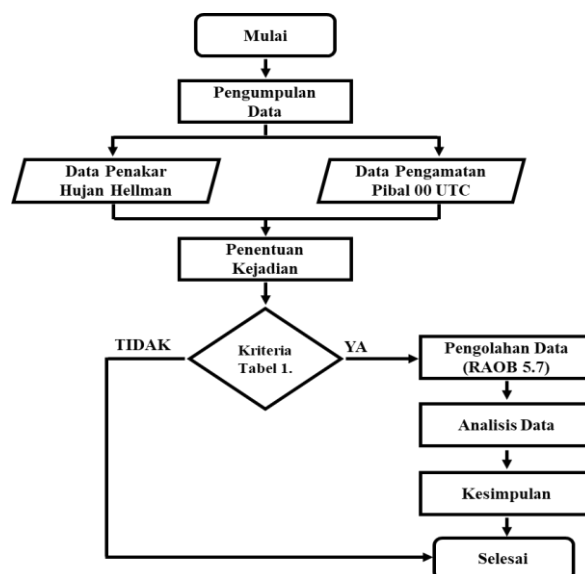 Mulai
Pengumpulan
Data
Data Penakar
Hujan Hellman
Data Pengamatan
Pibal 00 UTC
Penentuan
Kejadian
TIDAK
Kriteria
Tabel 1.
YA
Pengolahan Data
(RAOB 5.7)
Analisis Data
Kesimpulan
Selesai